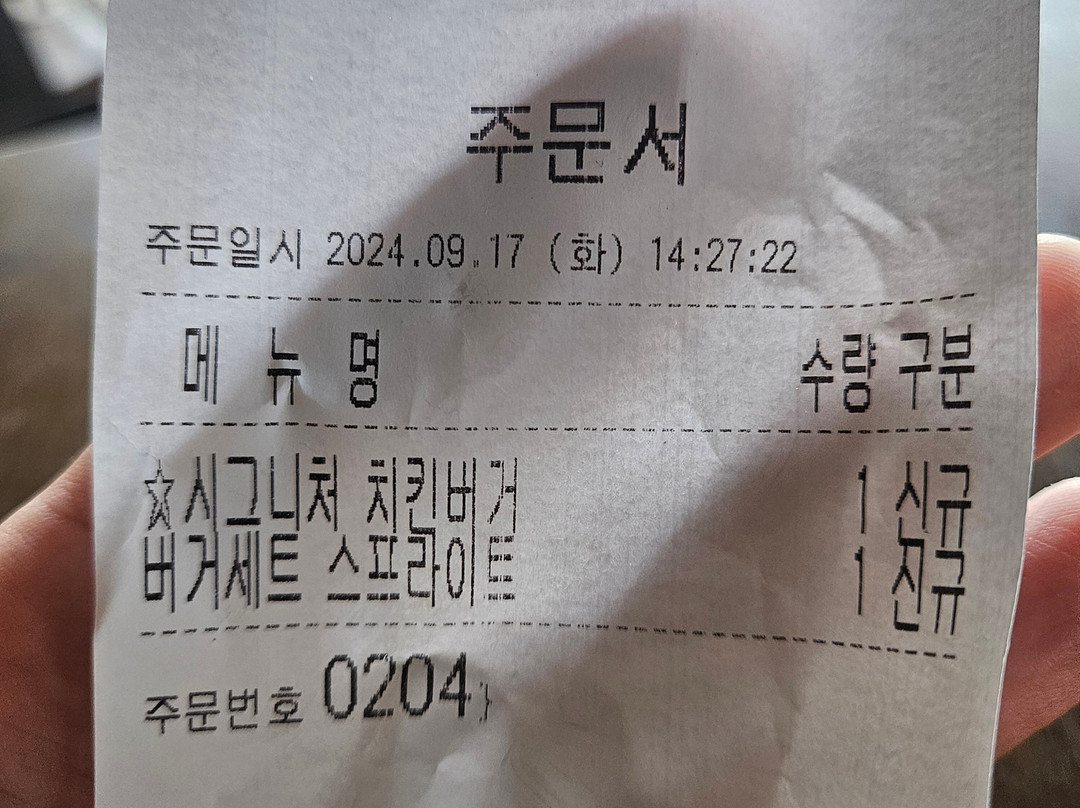 주문서
주문일시 2024.09.17 (화) 14:27:22
메 뉴 명 수량 구분
☆시그니처 치킨버거 1 신규
버거세트 스프라이트 1 신규
주문번호 0204